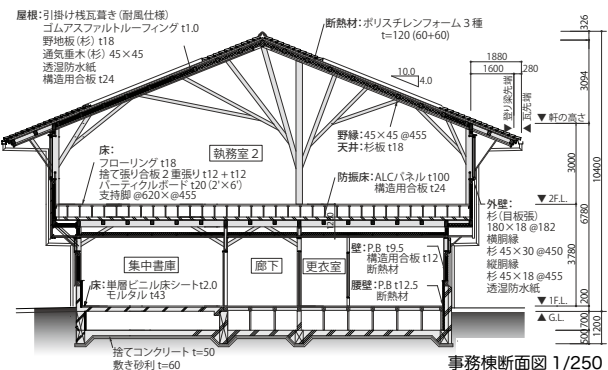 屋根:引掛け桟瓦葺き(耐風仕様)
ゴムアスファルトルーフィング t1.0
野地板(杉) t18
通気垂木(杉) 45×45
透湿防水紙
構造用合板 t24
断熱材:ポリスチレンフォーム3種
t=120 (60+60)
10.0
4.0
1880
1600
280
登り梁先端
瓦先端
326
3094
軒の高さ
3000
10400
野縁:45×45 @455
天井:杉板 t18
執務室2
床:
フローリング t18
捨て張り合板2重張り t12 + t12
パーティクルボード t20 (2'×6')
支持脚 @620×@455
防振床:ALCパネル t100
構造用合板 t24
2F.L.
6780
外壁:
杉(目板張)
180×18 @182
横胴縁
杉 45×30 @450
縦胴縁
杉 45×18 @455
透湿防水紙
3780
集中書庫
廊下
更衣室
壁:P.B t9.5
構造用合板 t12
断熱材
腰壁:P.B t12.5
断熱材
床:単層ビニル床シートt2.0
モルタル t43
200
1F.L.
G.L.
700
500
1200
捨てコンクリート t=50
敷き砂利 t=60
事務棟断面図 1/250